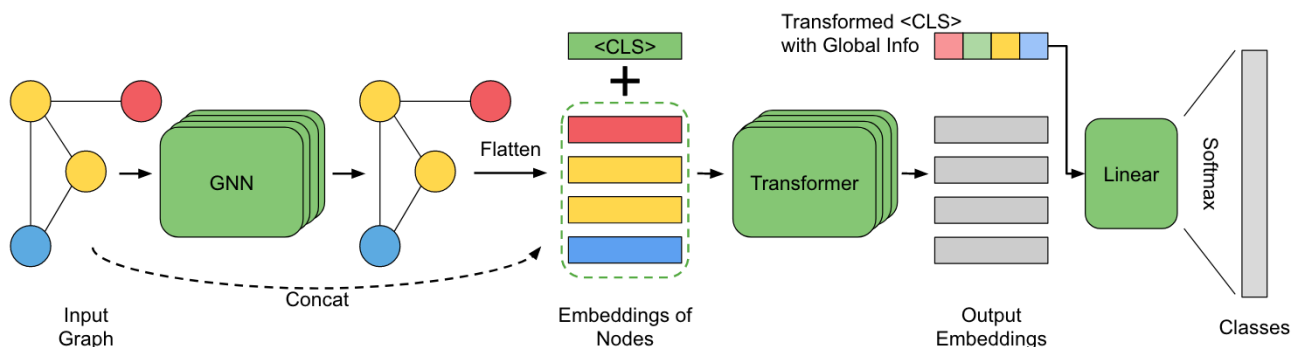 Transformed <CLS>
with Global Info
<CLS>
GNN
Flatten
Transformer
Linear
Softmax
Concat
Input
Graph
Embeddings of
Nodes
Output
Embeddings
Classes